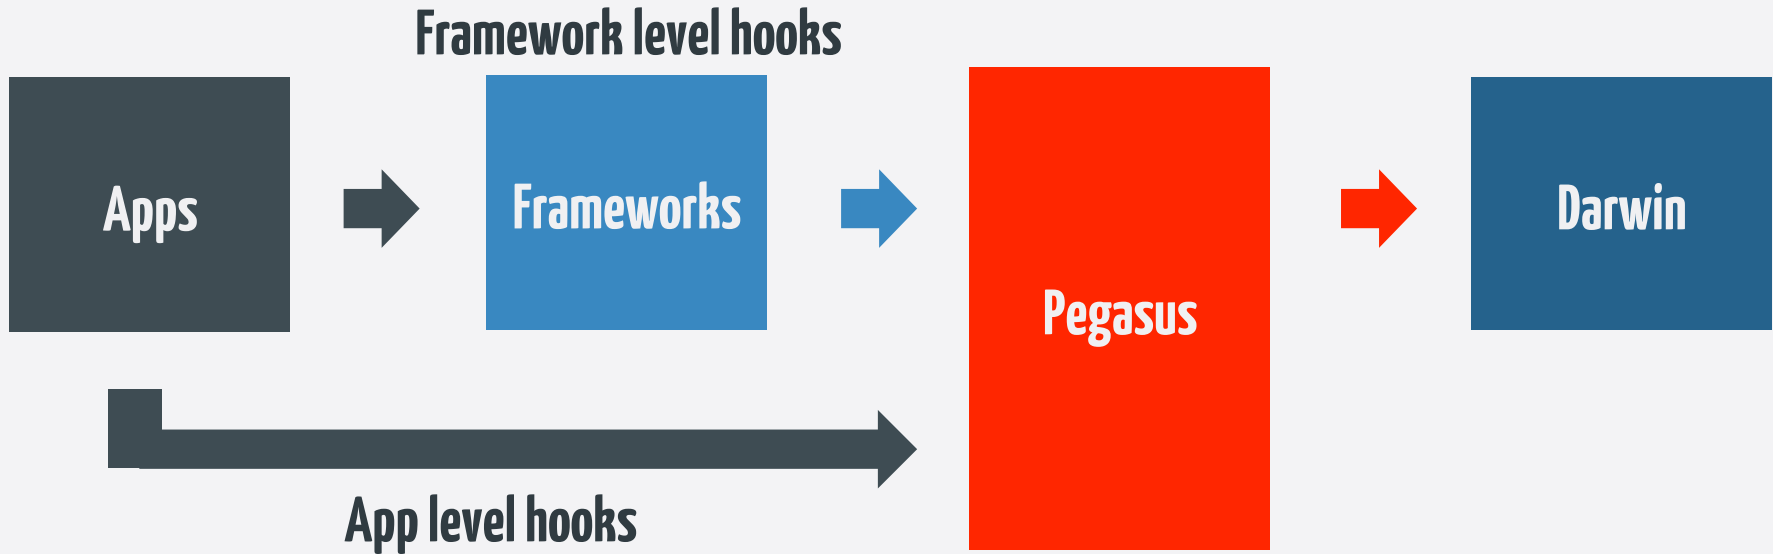 Framework level hooks
Apps
Frameworks
Pegasus
Darwin
App level hooks